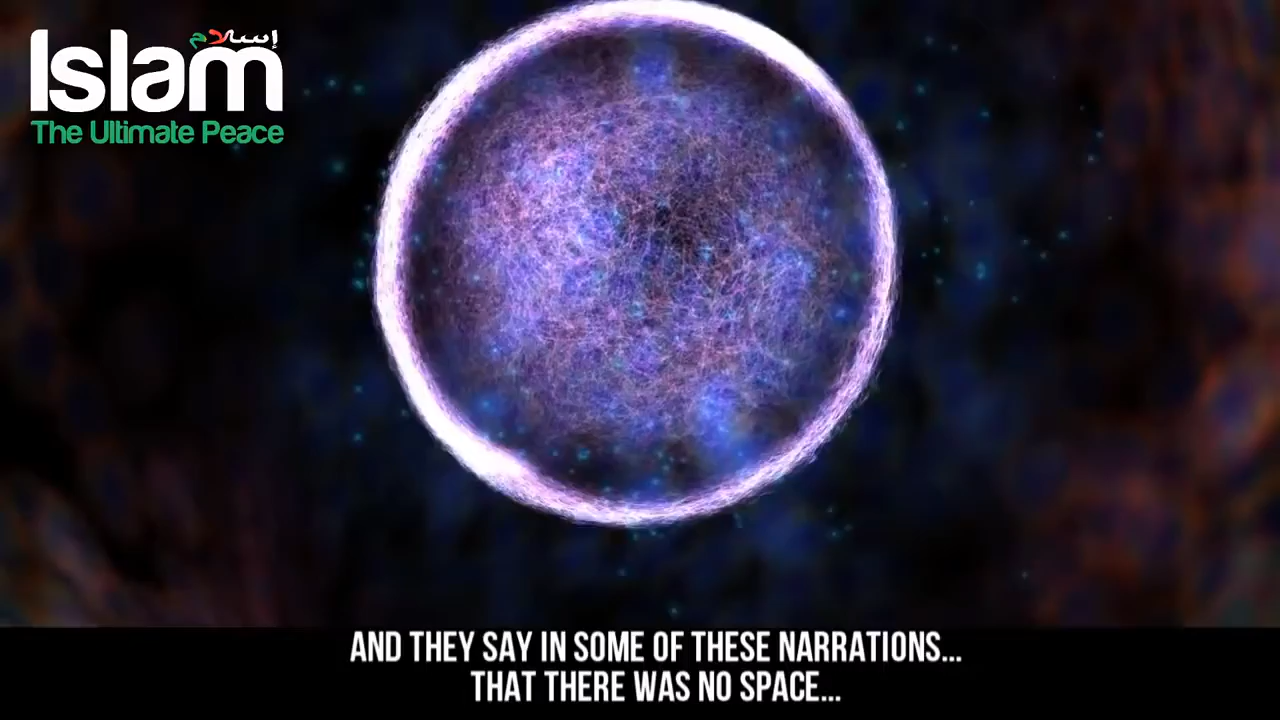 إسلام
Islam
The Ultimate Peace
AND THEY SAY IN SOME OF THESE NARRATIONS...
THAT THERE WAS NO SPACE...